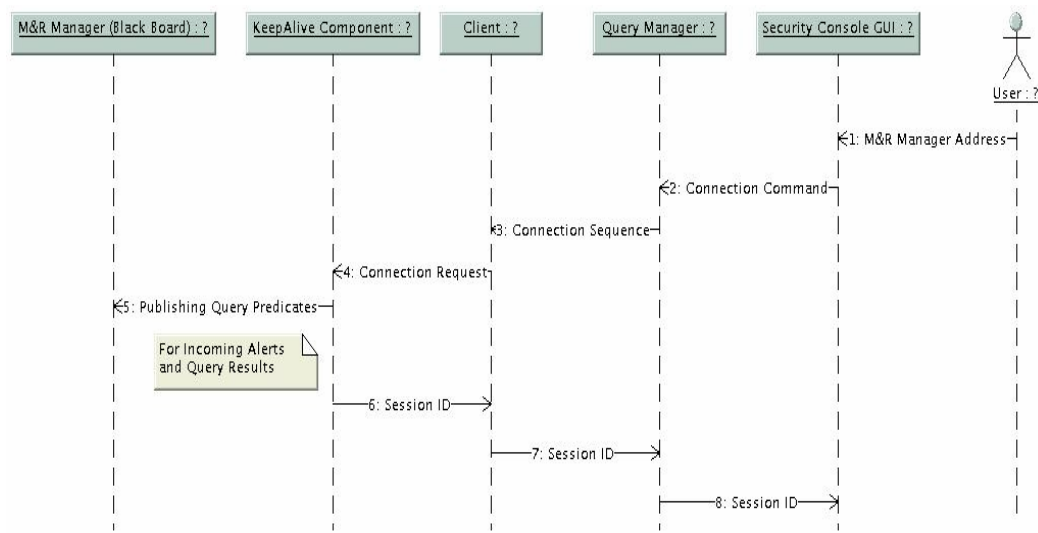 M&R Manager (Black Board) : ?
KeepAlive Component : ?
Client : ?
Query Manager : ?
Security Console GUI : ?
User : ?
1: M&R Manager Address
2: Connection Command
3: Connection Sequence
4: Connection Request
5: Publishing Query Predicates
For Incoming Alerts
and Query Results
6: Session ID
7: Session ID
8: Session ID